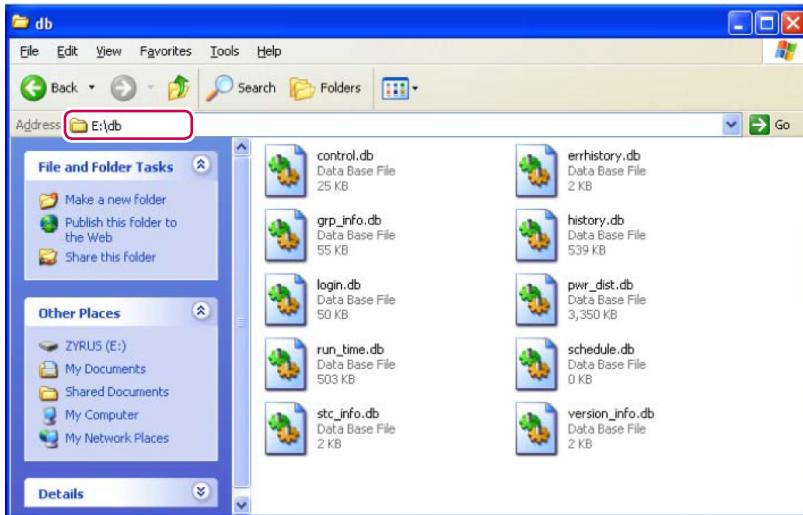 db
File Edit View Favorites Tools Help
Back Search Folders
Address E:\db Go
File and Folder Tasks
Make a new folder
Publish this folder to
the Web
Share this folder
Other Places
ZYRUS (E:)
My Documents
Shared Documents
My Computer
My Network Places
Details
control.db
Data Base File
25 KB
errhistory.db
Data Base File
2 KB
grp_info.db
Data Base File
55 KB
history.db
Data Base File
539 KB
login.db
Data Base File
50 KB
pwr_dist.db
Data Base File
3,350 KB
run_time.db
Data Base File
503 KB
schedule.db
Data Base File
0 KB
stc_info.db
Data Base File
2 KB
version_info.db
Data Base File
2 KB